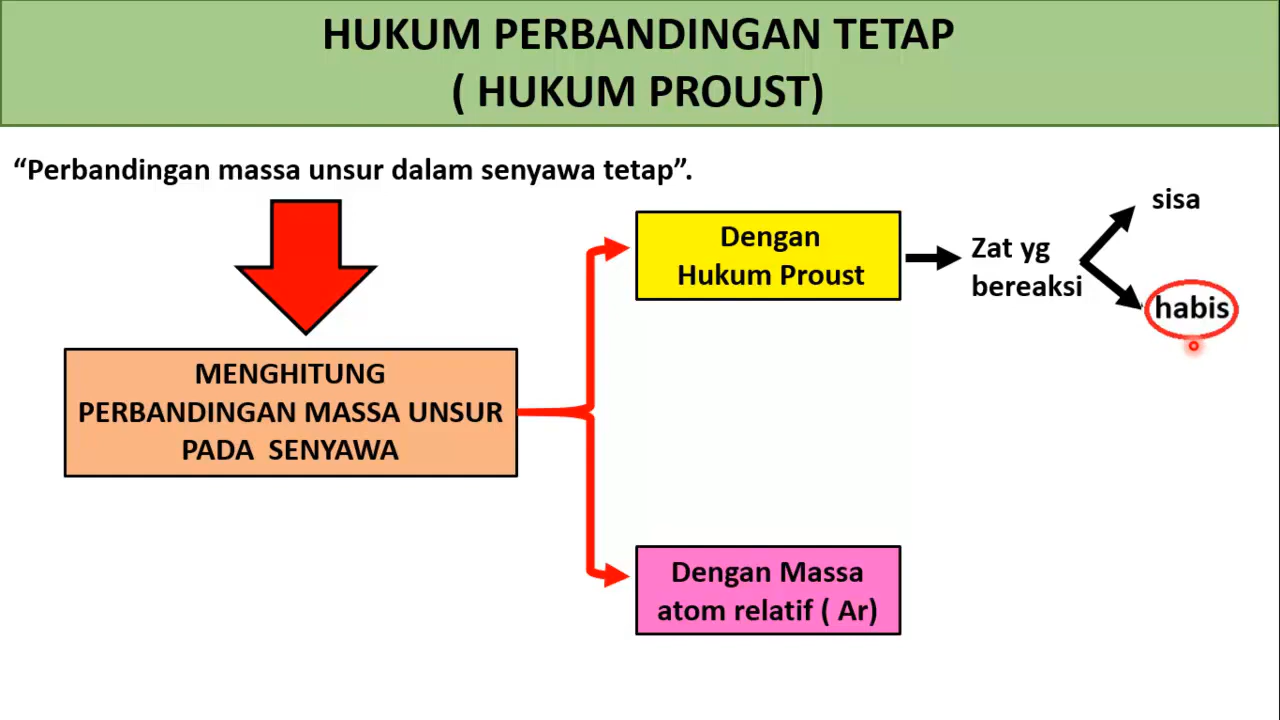 HUKUM PERBANDINGAN TETAP
( HUKUM PROUST)
“Perbandingan massa unsur dalam senyawa tetap”.
sisa
Dengan
Hukum Proust
Zat yg
bereaksi
habis
MENGHITUNG
PERBANDINGAN MASSA UNSUR
PADA SENYAWA
Dengan Massa
atom relatif ( Ar)